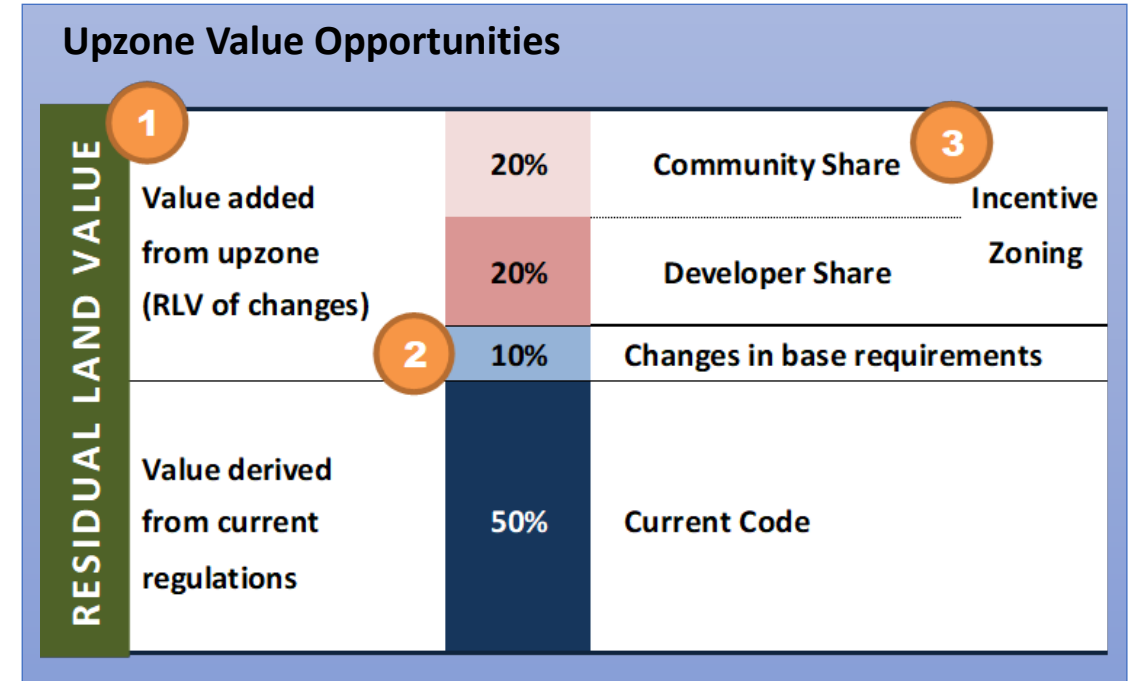 Upzone Value Opportunities
RESIDUAL LAND VALUE
1
Value added
from upzone
(RLV of changes)
20%
Community Share
3
Incentive
Zoning
20%
Developer Share
2
10%
Changes in base requirements
Value derived
from current
regulations
50%
Current Code